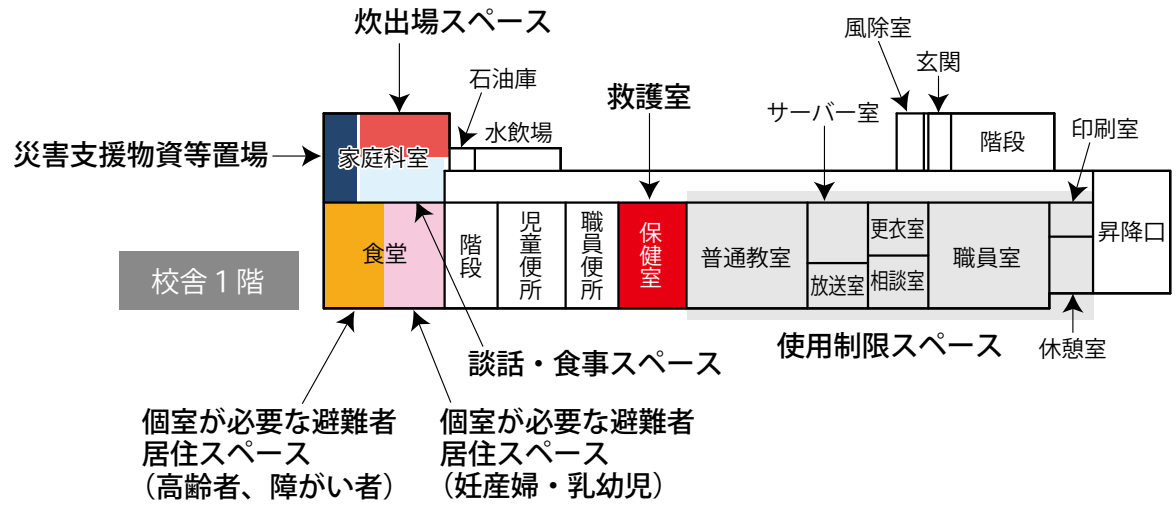 炊出場スペース
石油庫
水飲場
救護室
サーバー室
風除室
玄関
階段
印刷室
災害支援物資等置場
家庭科室
食堂
階段
児童便所
職員便所
保健室
普通教室
放送室
更衣室
相談室
職員室
昇降口
校舎1階
談話・食事スペース
使用制限スペース
休憩室
個室が必要な避難者
居住スペース
(高齢者、障がい者)
個室が必要な避難者
居住スペース
(妊産婦・乳幼児)